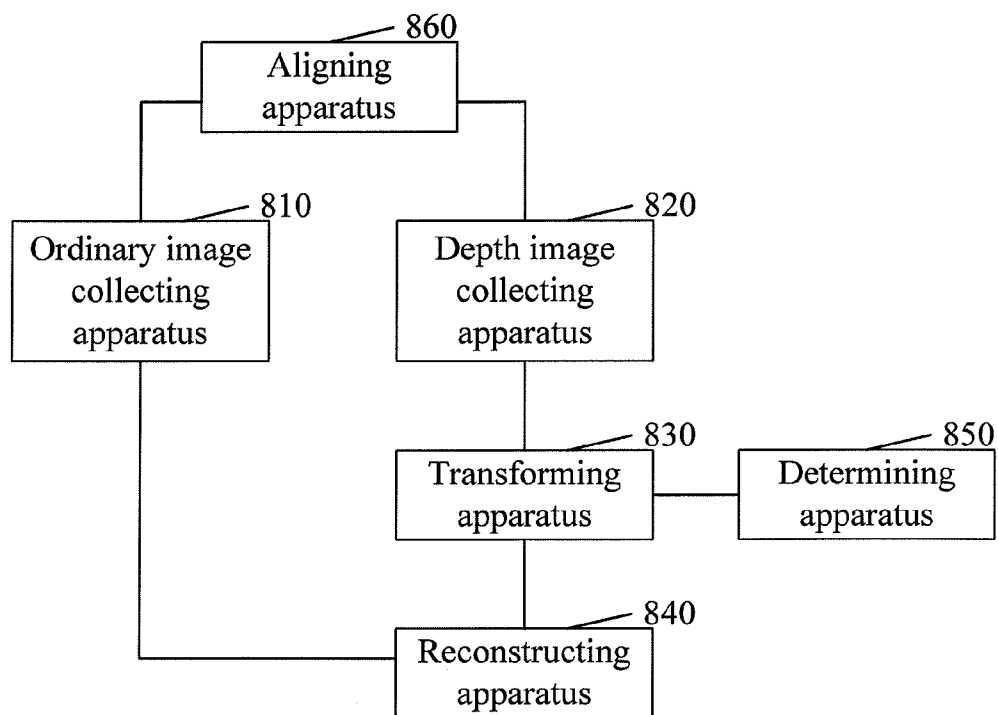 860
Aligning
apparatus
810
Ordinary image
collecting
apparatus
820
Depth image
collecting
apparatus
830
Transforming
apparatus
850
Determining
apparatus
840
Reconstructing
apparatus